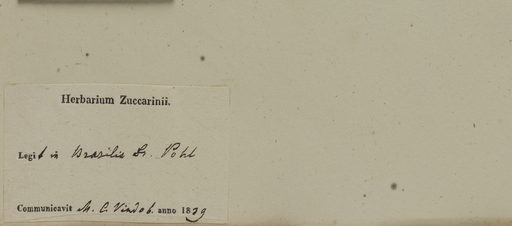 Herbarium Zuccarinii.
Legit in Brasilia Dr. Pohl
Communicavit M. C. Vindob. anno 1839